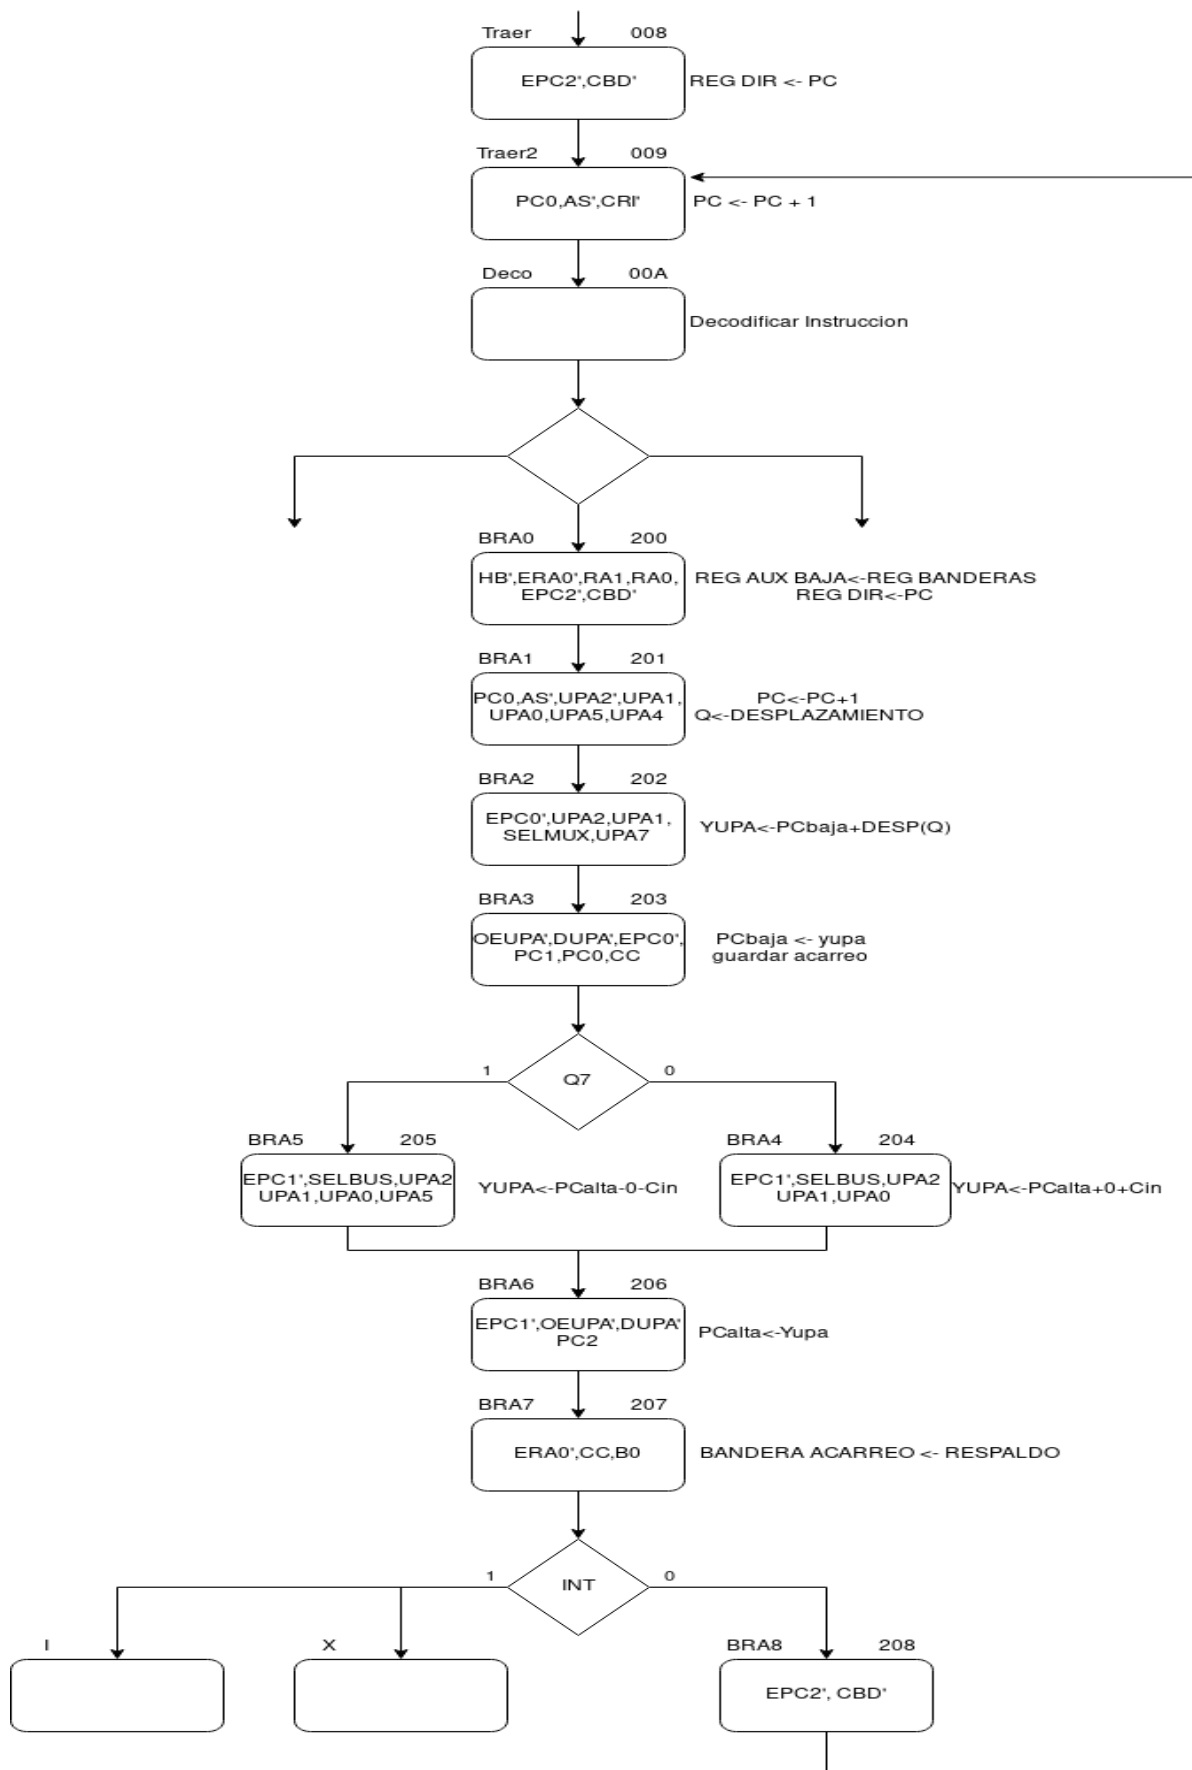 Traer 008
EPC2',CBD'
REG DIR <- PC
Traer2 009
PC0,AS',CRI'
PC <- PC + 1
Deco 00A
Decodificar Instruccion
BRA0 200
HB',ERA0',RA1,RA0,
EPC2',CBD'
REG AUX BAJA<-REG BANDERAS
REG DIR<-PC
BRA1 201
PC0,AS',UPA2',UPA1,
UPA0,UPA5,UPA4
PC<-PC+1
Q<-DESPLAZAMIENTO
BRA2 202
EPC0',UPA2,UPA1,
SELMUX,UPA7
YUPA<-PCbaja+DESP(Q)
BRA3 203
OEUPA',DUPA',EPC0',
PC1,PC0,CC
PCbaja <- yupa
guardar acarreo
1 Q7 0
BRA5 205
EPC1',SELBUS,UPA2
UPA1,UPA0,UPA5
YUPA<-PCalta-0-Cin
BRA4 204
EPC1',SELBUS,UPA2
UPA1,UPA0
YUPA<-PCalta+0+Cin
BRA6 206
EPC1',OEUPA',DUPA'
PC2
PCalta<-Yupa
BRA7 207
ERA0',CC,B0
BANDERA ACARREO <- RESPALDO
1 INT 0
I
X
BRA8 208
EPC2', CBD'